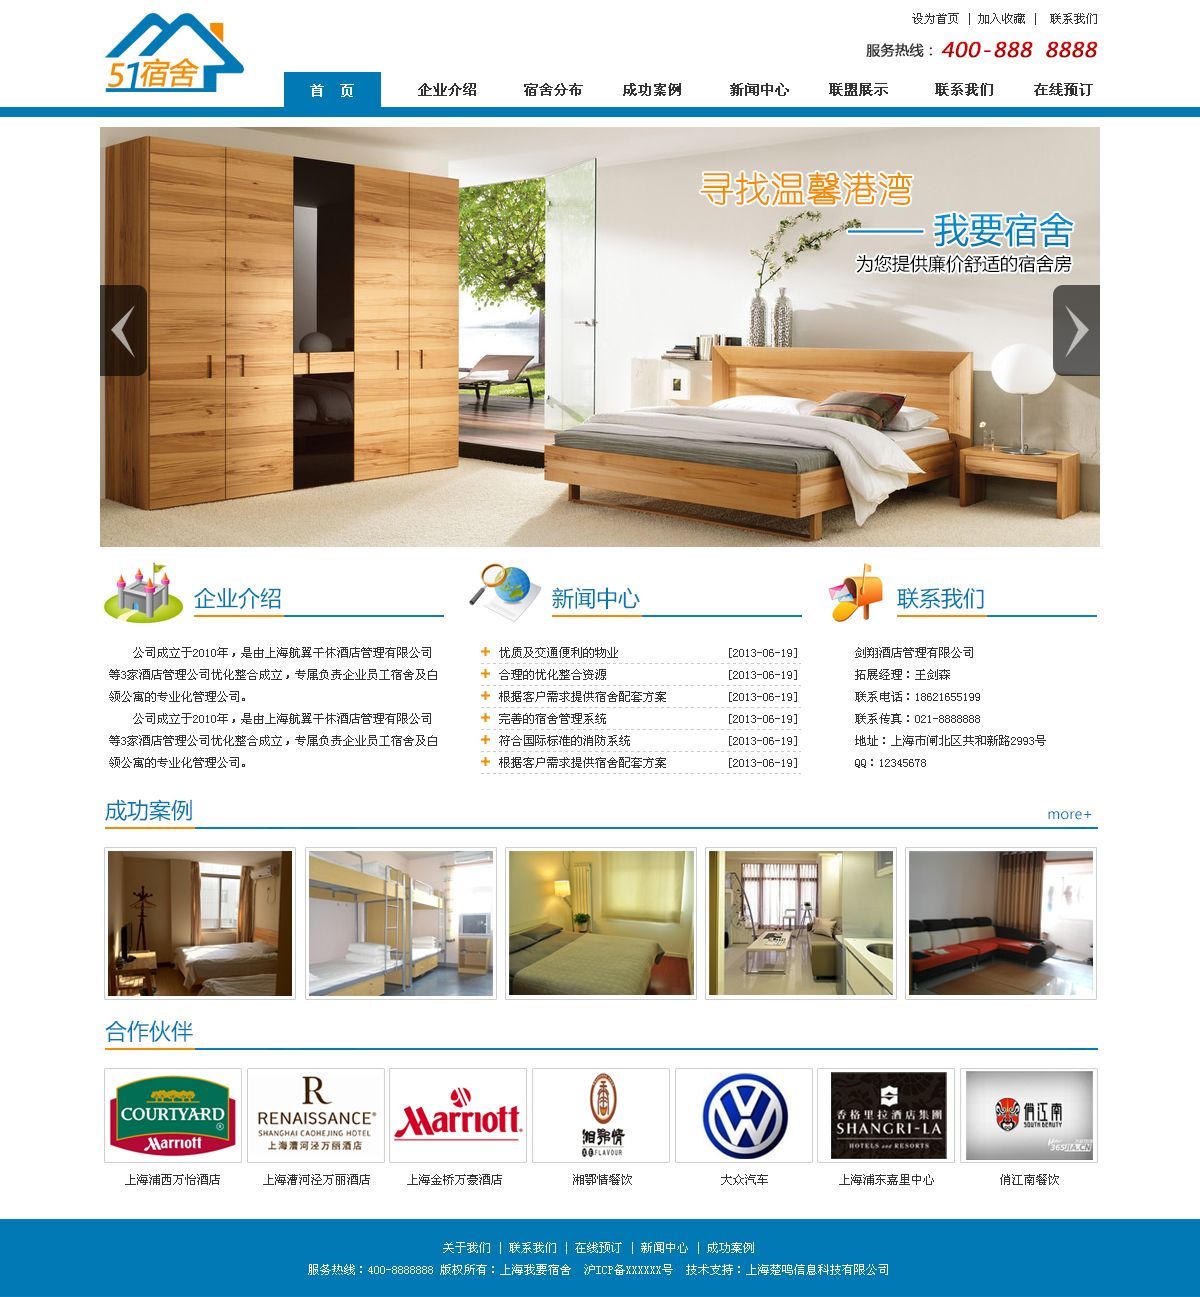 设为首页 | 加入收藏 | 联系我们
51宿舍
服务热线： 400-888 8888
首 页 企业介绍 宿舍分布 成功案例 新闻中心 联盟展示 联系我们 在线预订
寻找温馨港湾
—— 我要宿舍
为您提供廉价舒适的宿舍房
企业介绍
公司成立于2010年，是由上海航翼千休酒店管理有限公司
等3家酒店管理公司优化整合成立，专属负责企业员工宿舍及白
领公寓的专业化管理公司。
公司成立于2010年，是由上海航翼千休酒店管理有限公司
等3家酒店管理公司优化整合成立，专属负责企业员工宿舍及白
领公寓的专业化管理公司。
新闻中心
优质及交通便利的物业 [2013-06-19]
合理的优化整合资源 [2013-06-19]
根据客户需求提供宿舍配套方案 [2013-06-19]
完善的宿舍管理系统 [2013-06-19]
符合国际标准的消防系统 [2013-06-19]
根据客户需求提供宿舍配套方案 [2013-06-19]
联系我们
剑翔酒店管理有限公司
拓展经理：王剑森
联系电话：18621655199
联系传真：021-8888888
地址：上海市闸北区共和新路2993号
QQ：12345678
成功案例
more+
合作伙伴
COURTYARD®
Marriott
R
RENAISSANCE®
SHANGHAI CAOHEJING HOTEL
上海漕河泾万丽酒店
Marriott
湘鄂情
FLAVOUR
香格里拉酒店集團
SHANGRI-LA
HOTELS and RESORTS
俏江南
SOUTH BEAUTY
365JIA.CN
上海浦西万怡酒店 上海漕河泾万丽酒店 上海金桥万豪酒店 湘鄂情餐饮 大众汽车 上海浦东嘉里中心 俏江南餐饮
关于我们 | 联系我们 | 在线预订 | 新闻中心 | 成功案例
服务热线：400-8888888 版权所有：上海我要宿舍 沪ICP备XXXXXX号 技术支持：上海楚鸣信息科技有限公司